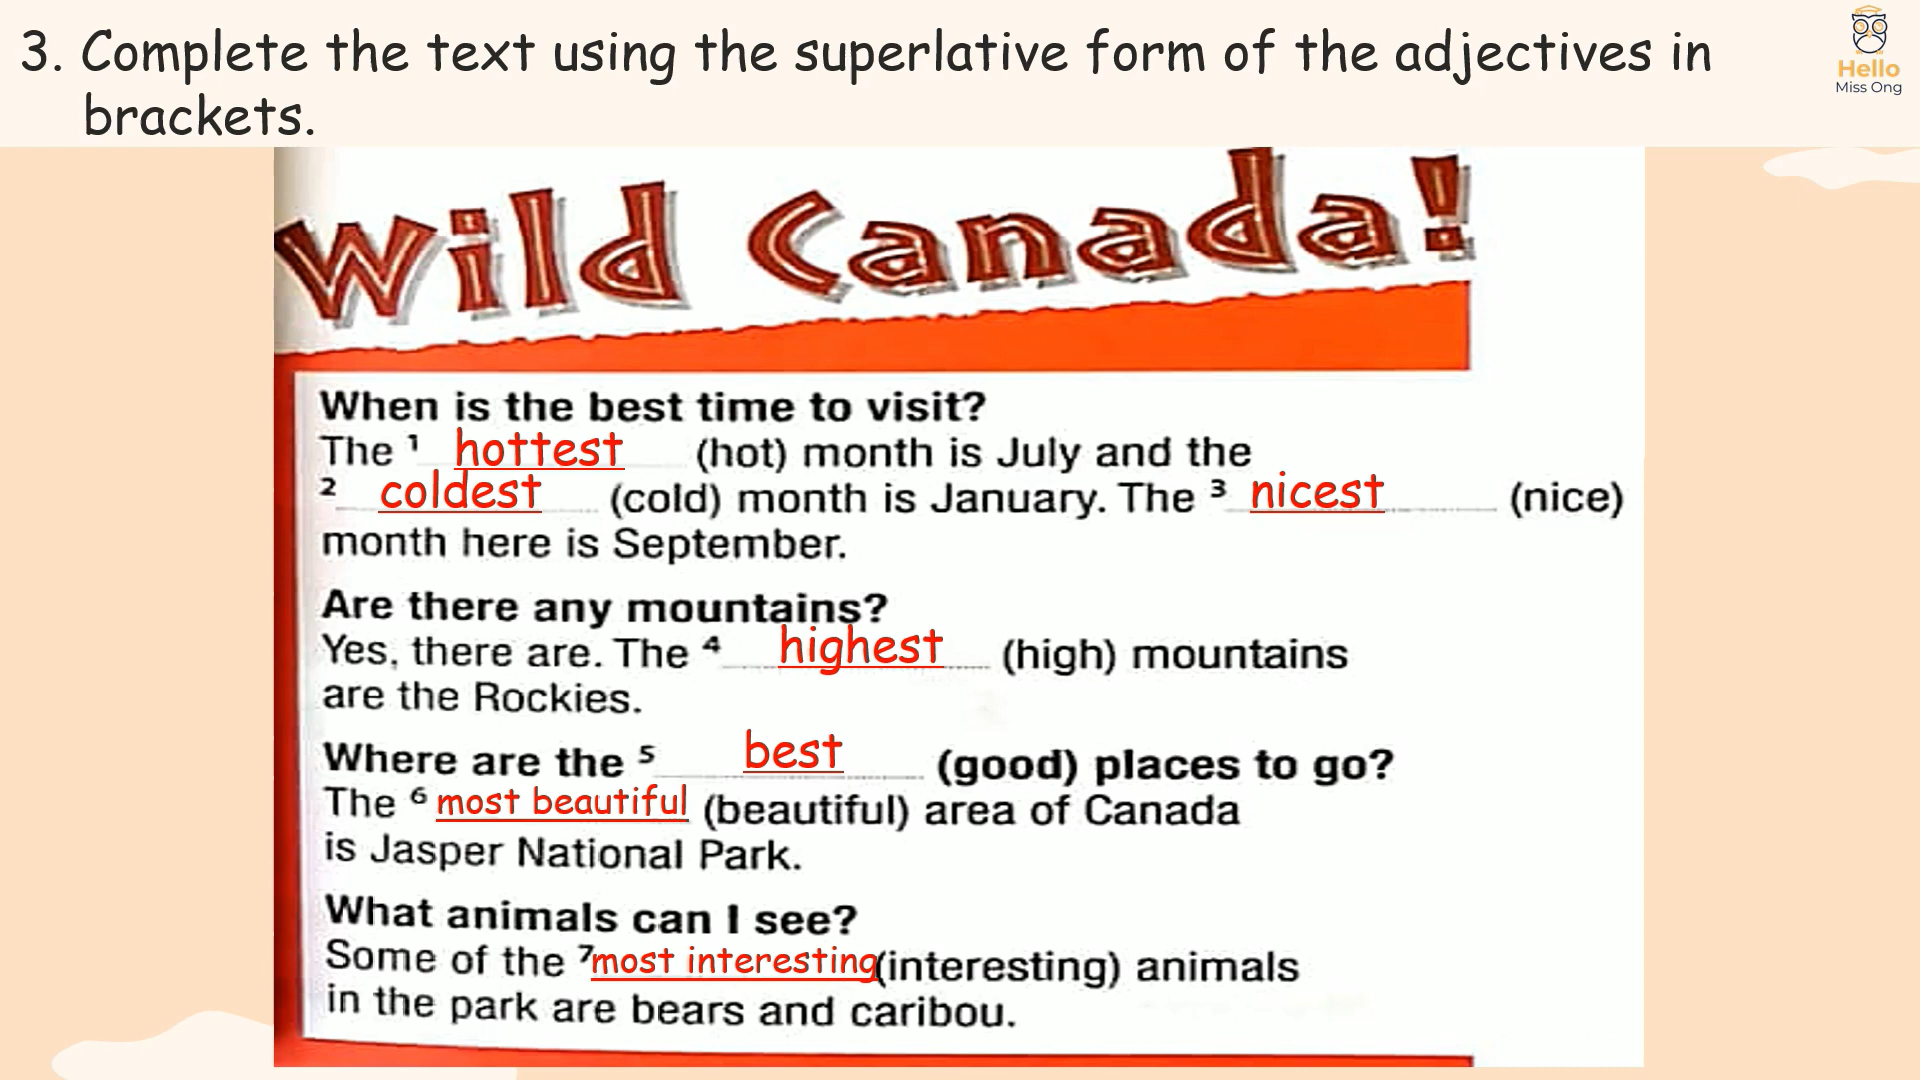 3. Complete the text using the superlative form of the adjectives in
brackets.
Hello
Miss Ong
Wild Canada!
When is the best time to visit?
The 1 hottest (hot) month is July and the
2 coldest (cold) month is January. The 3 nicest (nice)
month here is September.
Are there any mountains?
Yes, there are. The 4 highest (high) mountains
are the Rockies.
Where are the 5 best (good) places to go?
The 6 most beautiful (beautiful) area of Canada
is Jasper National Park.
What animals can I see?
Some of the 7 most interesting (interesting) animals
in the park are bears and caribou.